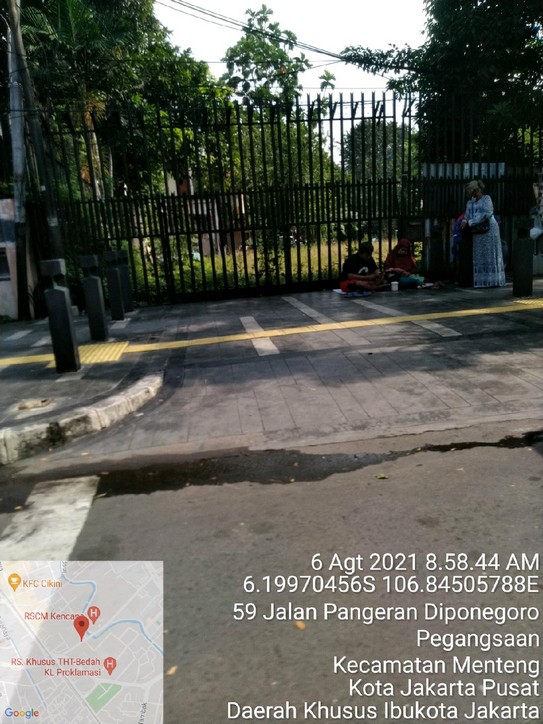 6 Agt 2021 8.58.44 AM
6.19970456S 106.84505788E
59 Jalan Pangeran Diponegoro
Pegangsaan
Kecamatan Menteng
Kota Jakarta Pusat
Daerah Khusus Ibukota Jakarta
KFC Cikini
RSCM Kencana
RS. Khusus THT-Bedah
KL Proklamasi
Google